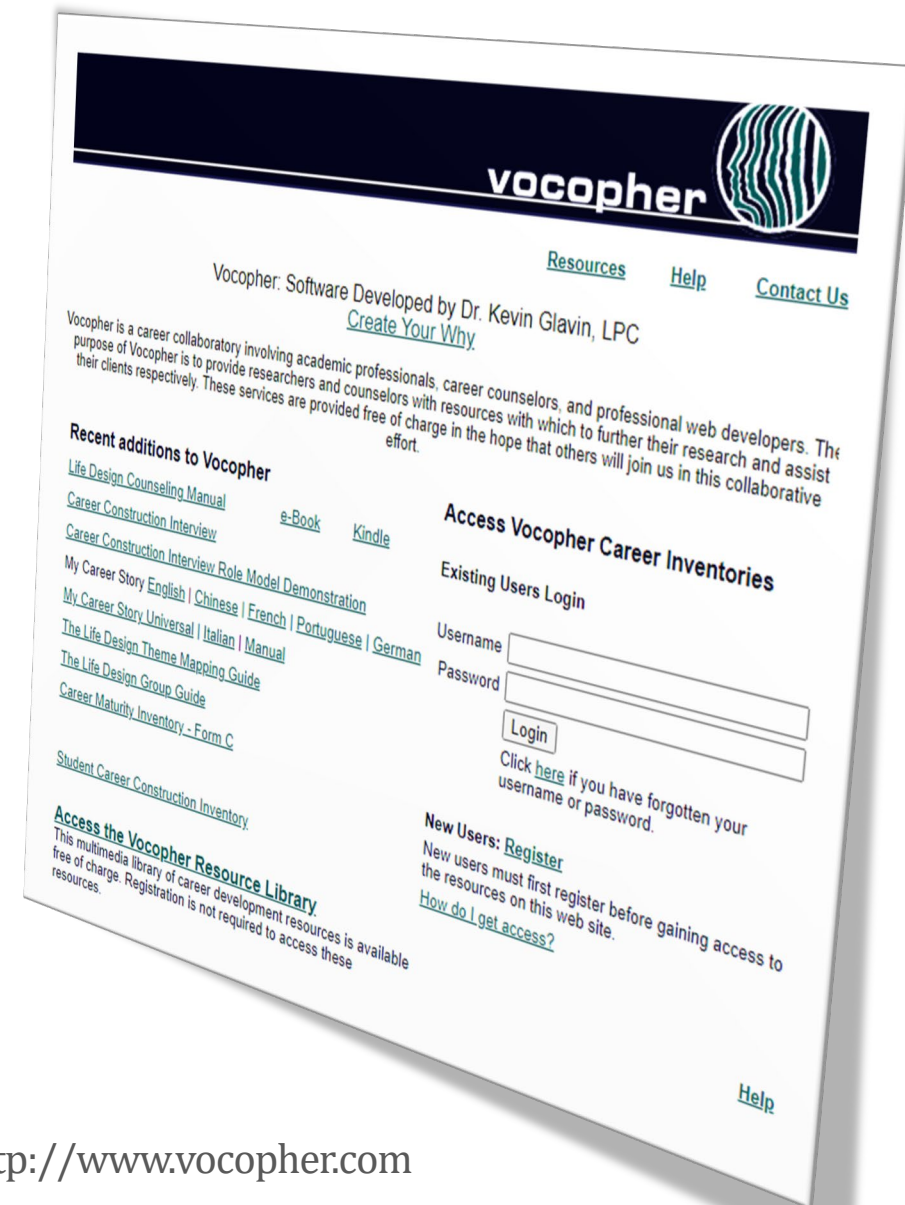 vocopher
Resources Help Contact Us
Vocopher: Software Developed by Dr. Kevin Glavin, LPC
Create Your Why
Vocopher is a career collaboratory involving academic professionals, career counselors, and professional web developers. The
purpose of Vocopher is to provide researchers and counselors with resources with which to further their research and assist
their clients respectively. These services are provided free of charge in the hope that others will join us in this collaborative
effort.
Recent additions to Vocopher
Life Design Counseling Manual e-Book Kindle
Career Construction Interview
Career Construction Interview Role Model Demonstration
My Career Story English | Chinese | French | Portuguese | German
My Career Story Universal | Italian | Manual
The Life Design Theme Mapping Guide
The Life Design Group Guide
Career Maturity Inventory - Form C
Student Career Construction Inventory
Access the Vocopher Resource Library
This multimedia library of career development resources is available
free of charge. Registration is not required to access these
resources.
Access Vocopher Career Inventories
Existing Users Login
Username
Password
Login
Click here if you have forgotten your
username or password.
New Users: Register
New users must first register before gaining access to
the resources on this web site.
How do I get access?
Help
tp://www.vocopher.com